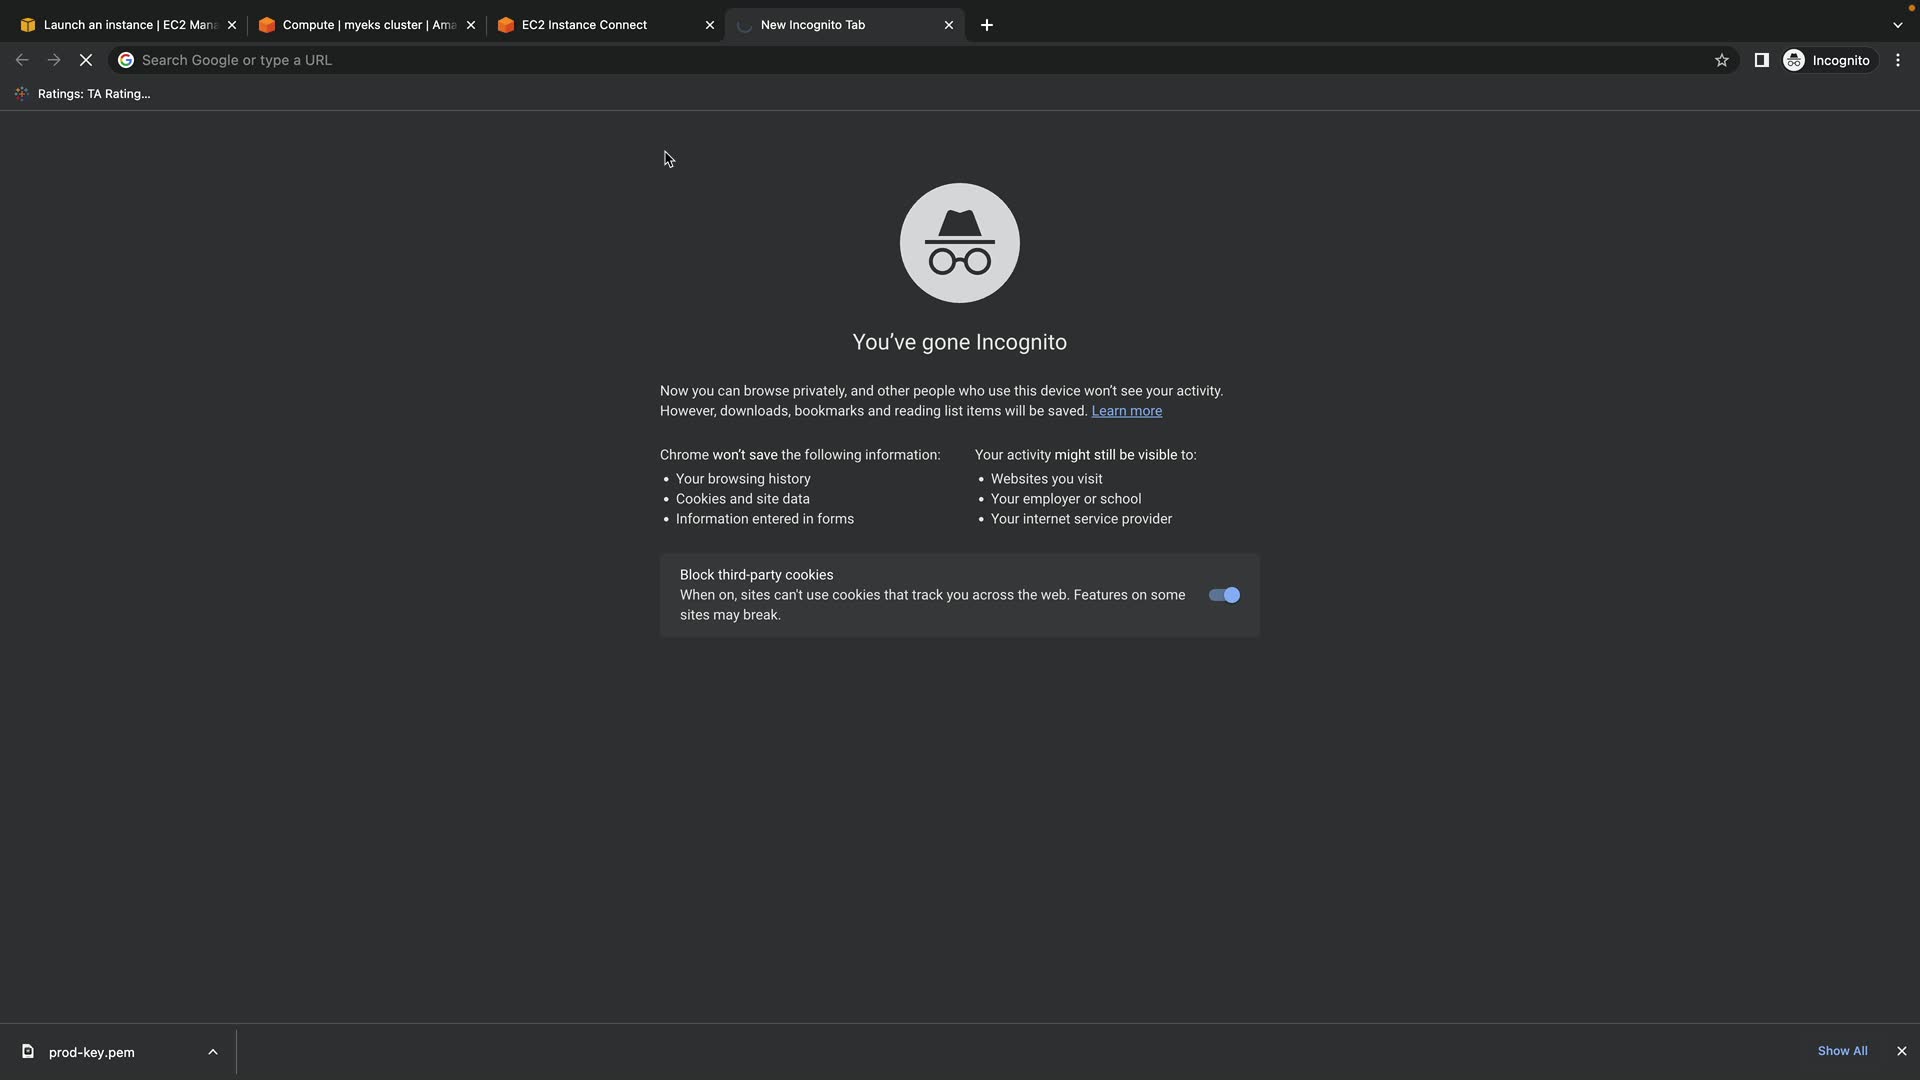 Launch an instance | EC2 Mana
Compute | myeks cluster | Ama
EC2 Instance Connect
New Incognito Tab
Search Google or type a URL
Incognito
Ratings: TA Rating...
You've gone Incognito
Now you can browse privately, and other people who use this device won't see your activity.
However, downloads, bookmarks and reading list items will be saved. Learn more
Chrome won't save the following information:
• Your browsing history
• Cookies and site data
• Information entered in forms
Your activity might still be visible to:
• Websites you visit
• Your employer or school
• Your internet service provider
Block third-party cookies
When on, sites can't use cookies that track you across the web. Features on some
sites may break.
prod-key.pem
Show All